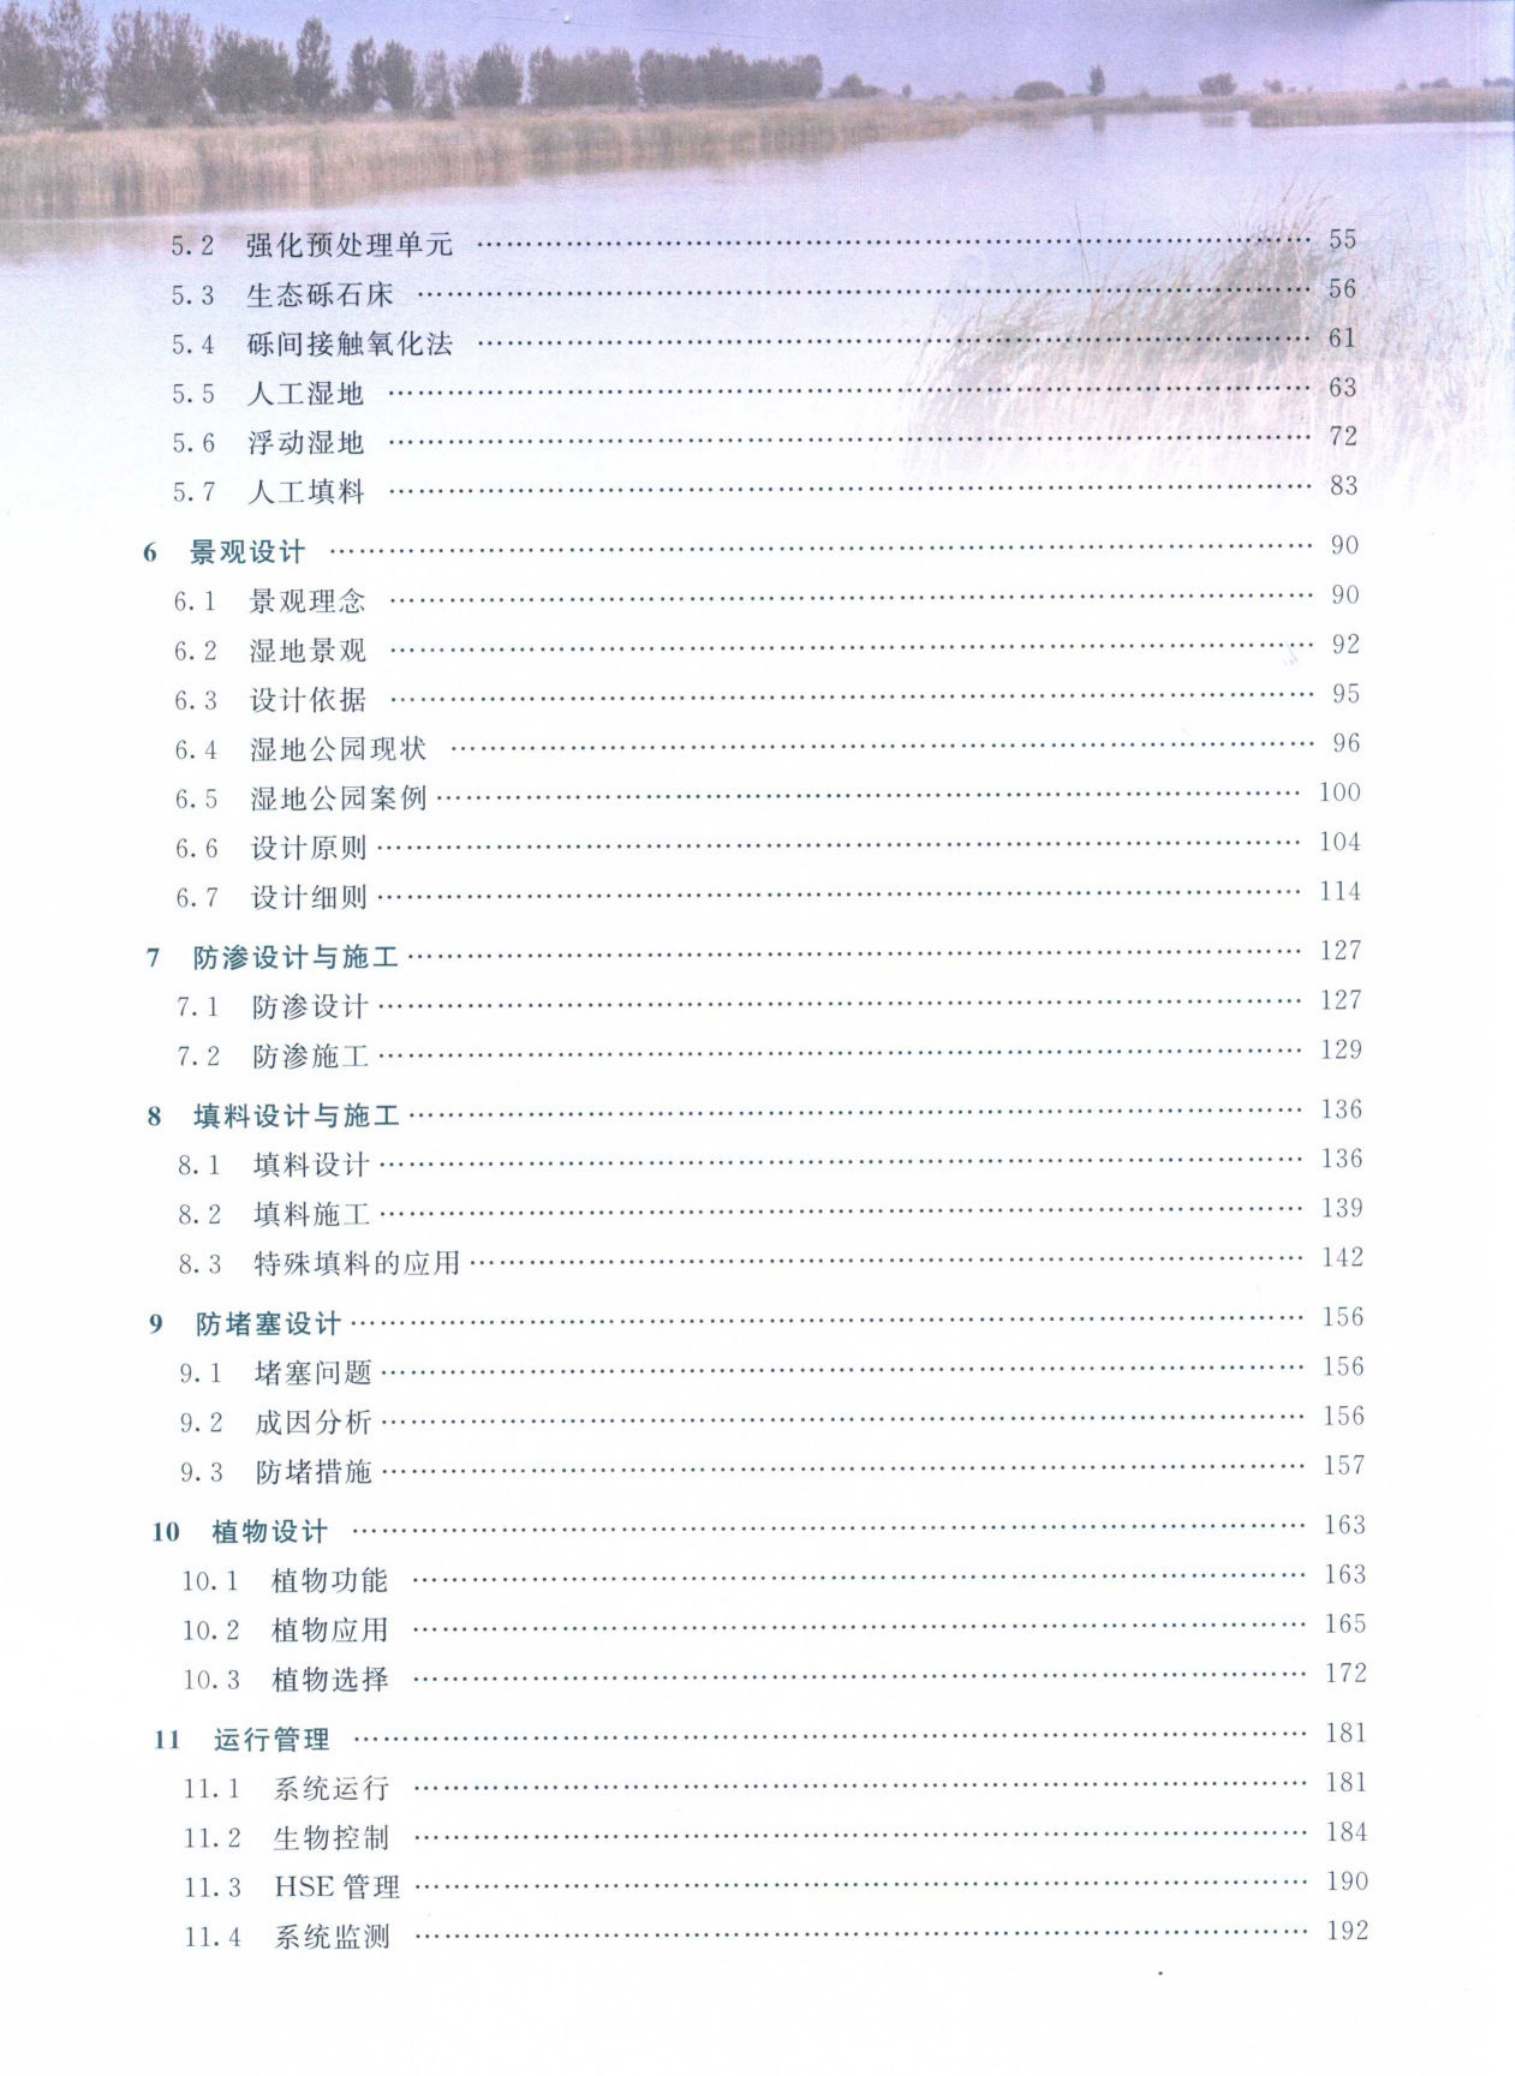 5.2 强化预处理单元 …… 55
5.3 生态砾石床 …… 56
5.4 砾间接触氧化法 …… 61
5.5 人工湿地 …… 63
5.6 浮动湿地 …… 72
5.7 人工填料 …… 83
6 景观设计 …… 90
6.1 景观理念 …… 90
6.2 湿地景观 …… 92
6.3 设计依据 …… 95
6.4 湿地公园现状 …… 96
6.5 湿地公园案例 …… 100
6.6 设计原则 …… 104
6.7 设计细则 …… 114
7 防渗设计与施工 …… 127
7.1 防渗设计 …… 127
7.2 防渗施工 …… 129
8 填料设计与施工 …… 136
8.1 填料设计 …… 136
8.2 填料施工 …… 139
8.3 特殊填料的应用 …… 142
9 防堵塞设计 …… 156
9.1 堵塞问题 …… 156
9.2 成因分析 …… 156
9.3 防堵措施 …… 157
10 植物设计 …… 163
10.1 植物功能 …… 163
10.2 植物应用 …… 165
10.3 植物选择 …… 172
11 运行管理 …… 181
11.1 系统运行 …… 181
11.2 生物控制 …… 184
11.3 HSE 管理 …… 190
11.4 系统监测 …… 192